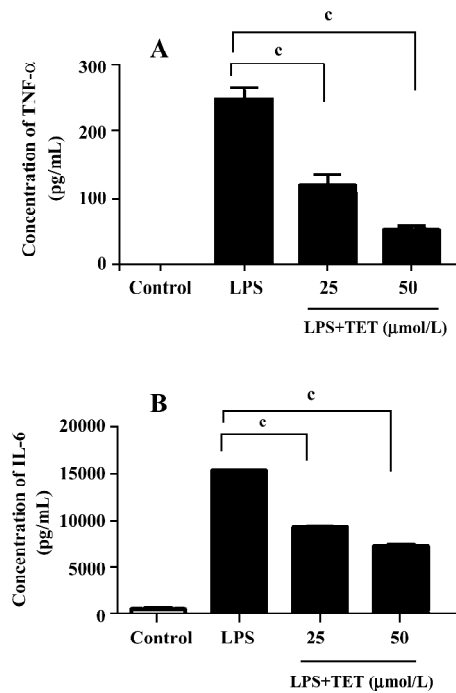 A
c
c
Concentration of TNF-α
(pg/mL)
300
200
100
0
Control
LPS
25
50
LPS+TET (μmol/L)
B
c
c
Concentration of IL-6
(pg/mL)
20000
15000
10000
5000
0
Control
LPS
25
50
LPS+TET (μmol/L)